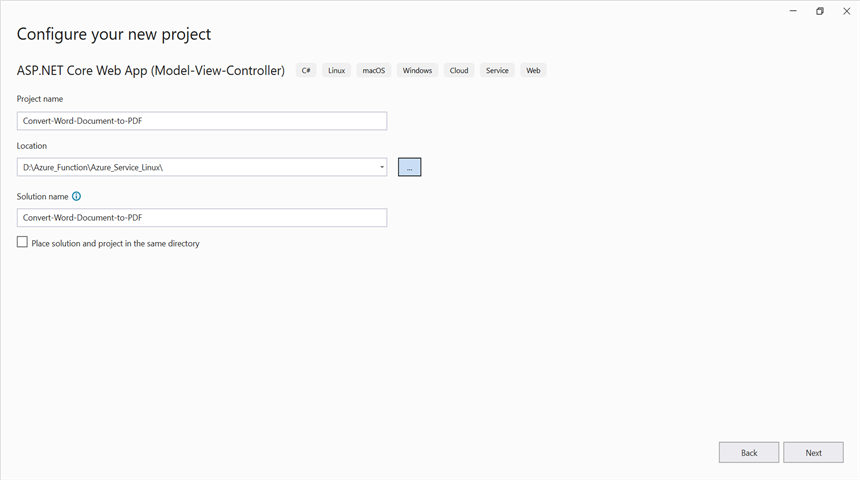 Configure your new project
ASP.NET Core Web App (Model-View-Controller) C# Linux macOS Windows Cloud Service Web
Project name
Convert-Word-Document-to-PDF
Location
D:\Azure_Function\Azure_Service_Linux\
...
Solution name
Convert-Word-Document-to-PDF
Place solution and project in the same directory
Back Next